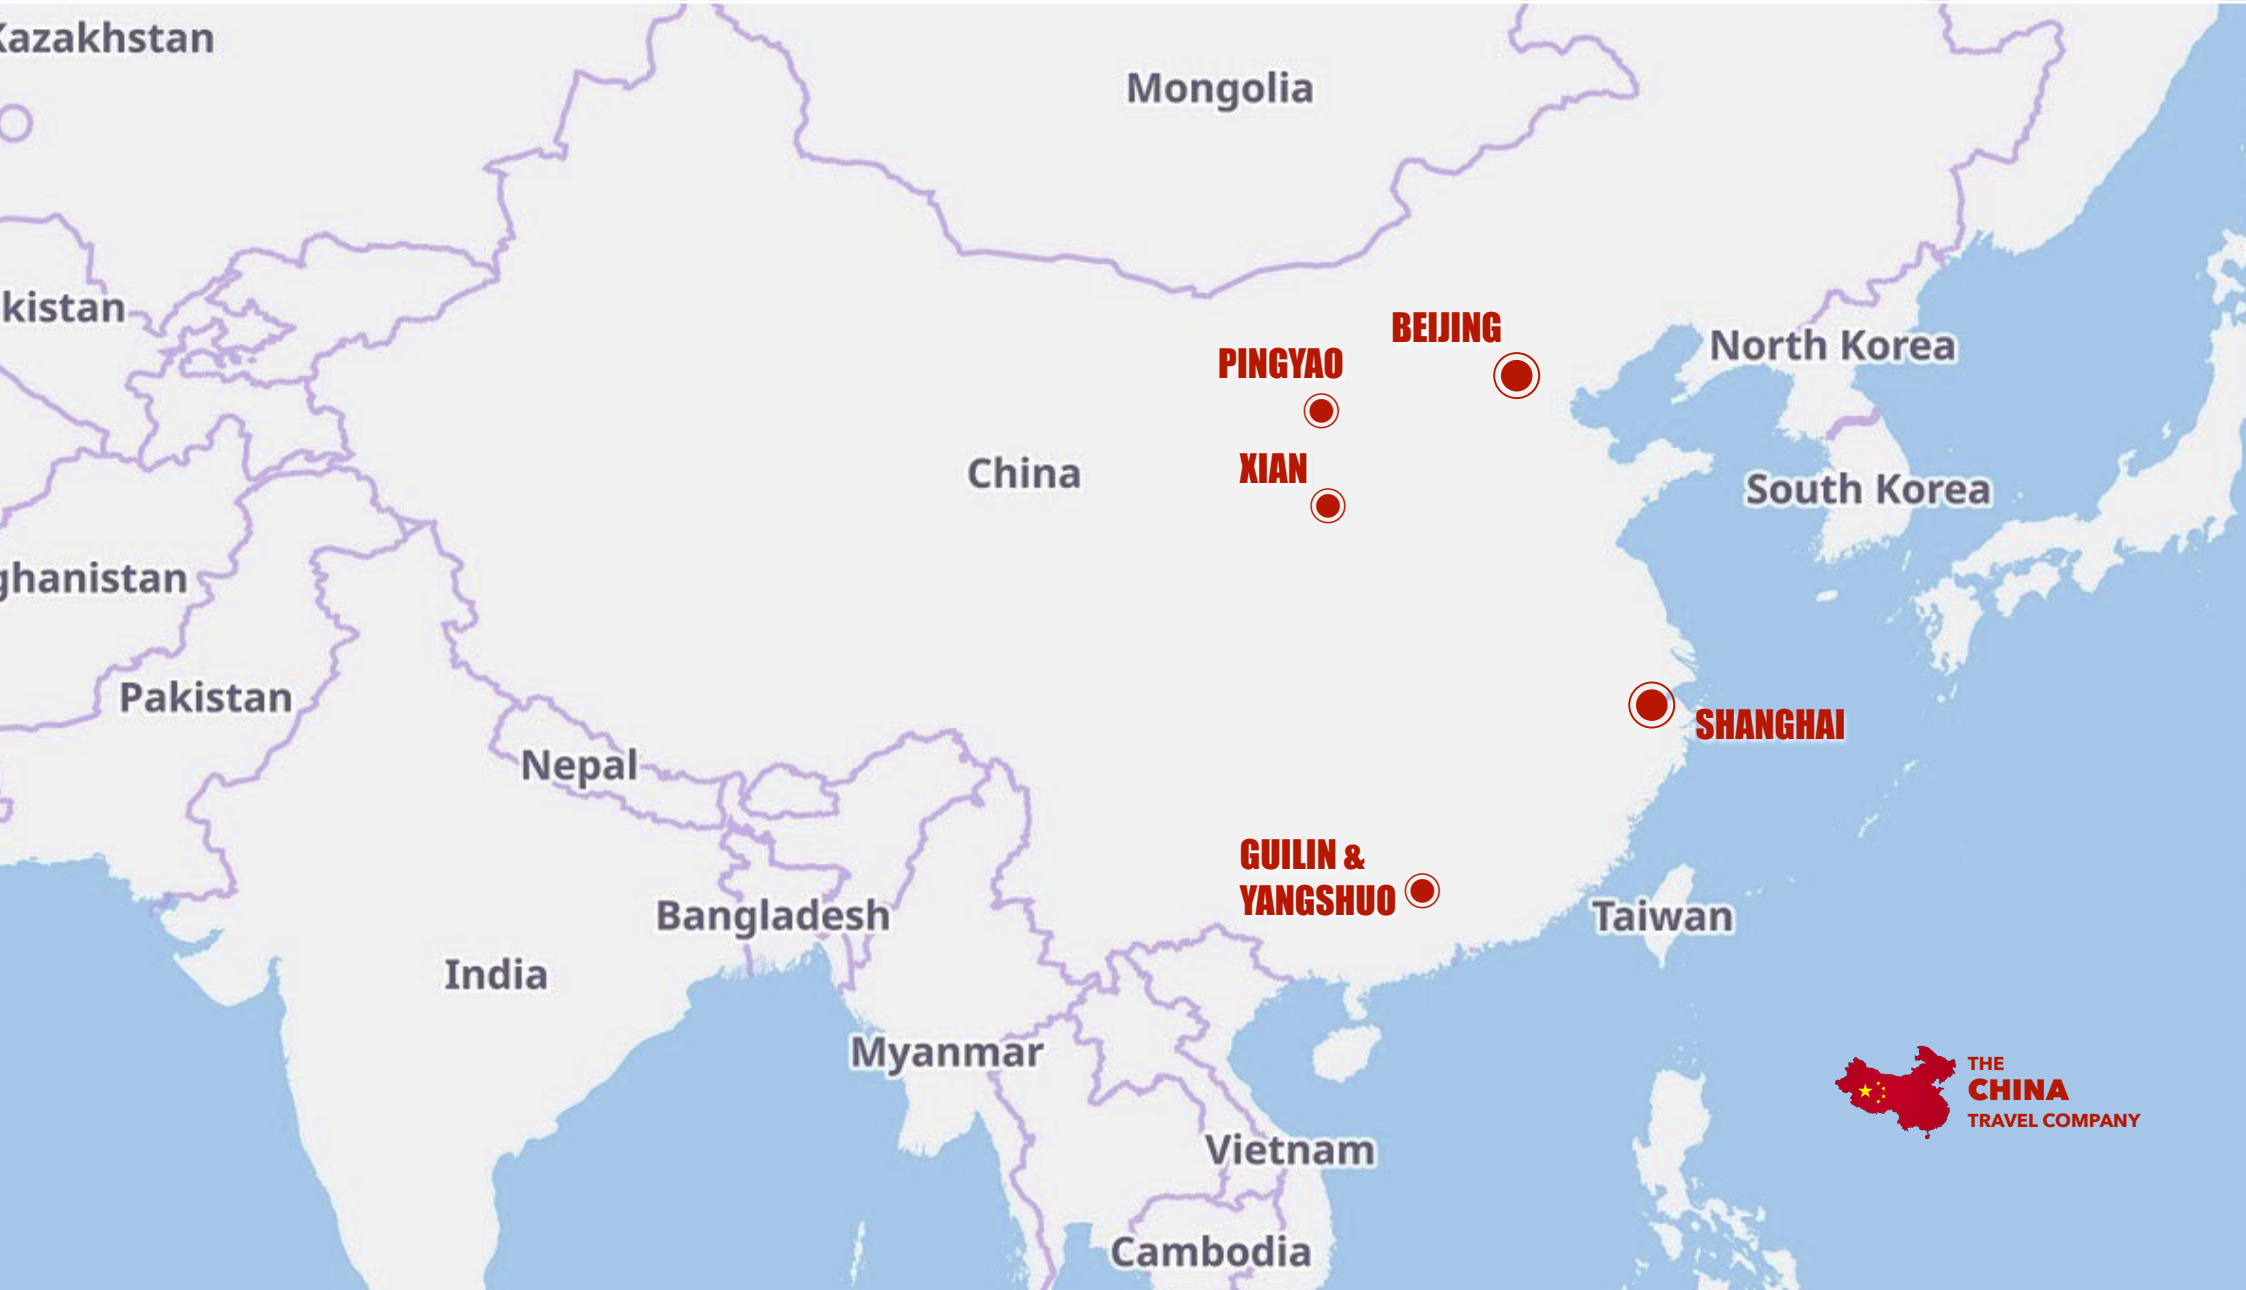 Kazakhstan
Mongolia
kistan
BEIJING
North Korea
PINGYAO
China
XIAN
South Korea
ghanistan
Pakistan
SHANGHAI
Nepal
GUILIN &
YANGSHUO
Bangladesh
Taiwan
India
Myanmar
THE
CHINA
TRAVEL COMPANY
Vietnam
Cambodia